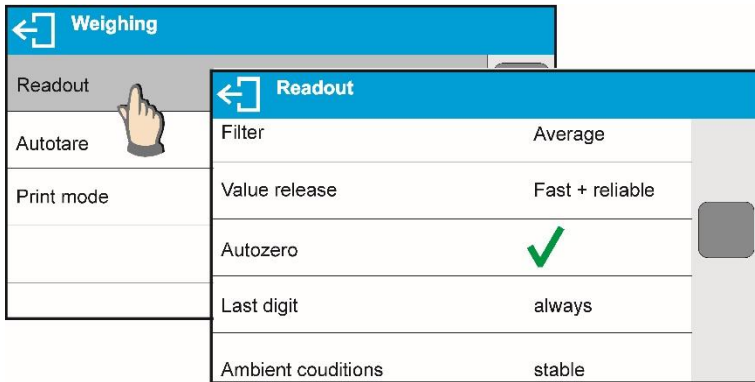 Weighing
Readout
Autotare
Print mode
Readout
Filter Average
Value release Fast + reliable
Autozero
Last digit always
Ambient couditions stable